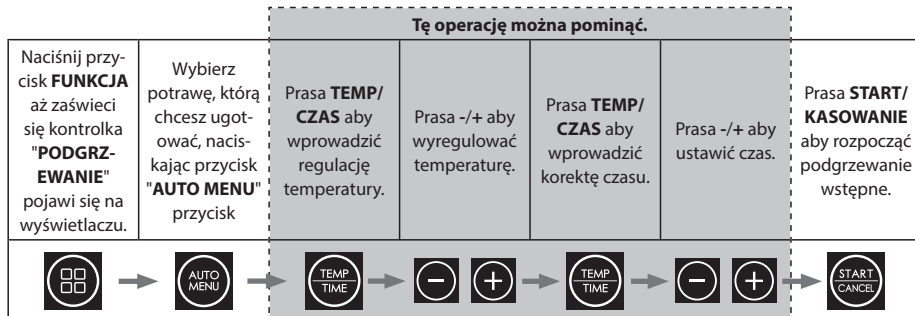 Tę operację można pominąć.
Naciśnij przy-
cisk FUNKCJA
aż zaświeci
się kontrolka
"PODGRZ-
EWANIE"
pojawi się na
wyświetlaczu.
Wybierz
potrawę, którą
chcesz ugot-
ować, nacis-
kając przycisk
"AUTO MENU"
przycisk
Prasa TEMP/
CZAS aby
wprowadzić
regulację
temperatury.
Prasa -/+ aby
wyregulować
temperaturę.
Prasa TEMP/
CZAS aby
wprowadzić
korektę czasu.
Prasa -/+ aby
ustawić czas.
Prasa START/
KASOWANIE
aby rozpocząć
podgrzewanie
wstępne.
AUTO
MENU
TEMP
TIME
- +
TEMP
TIME
- +
START
CANCEL